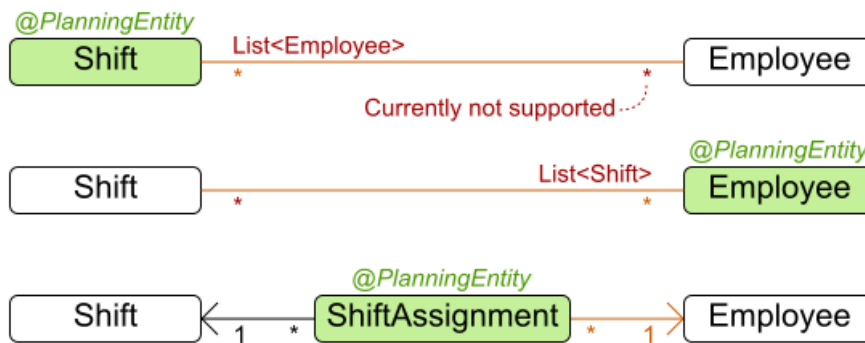 @PlanningEntity
Shift List<Employee> Employee
* *
Currently not supported
@PlanningEntity
Shift List<Shift> Employee
* *
@PlanningEntity
Shift ShiftAssignment Employee
1 * * 1